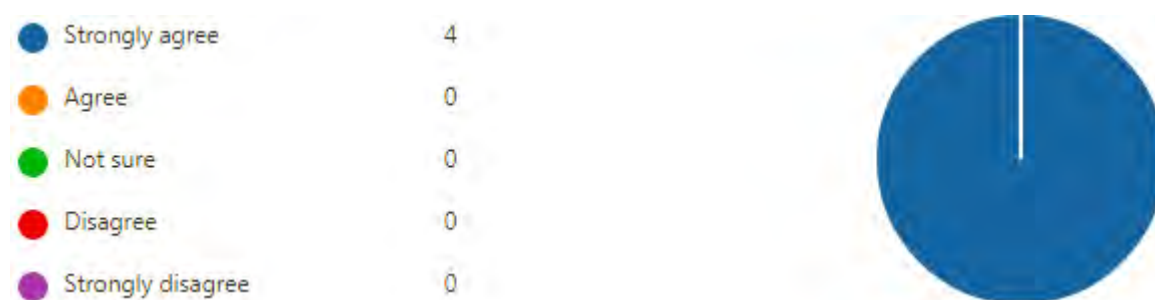 Strongly agree 4
Agree 0
Not sure 0
Disagree 0
Strongly disagree 0